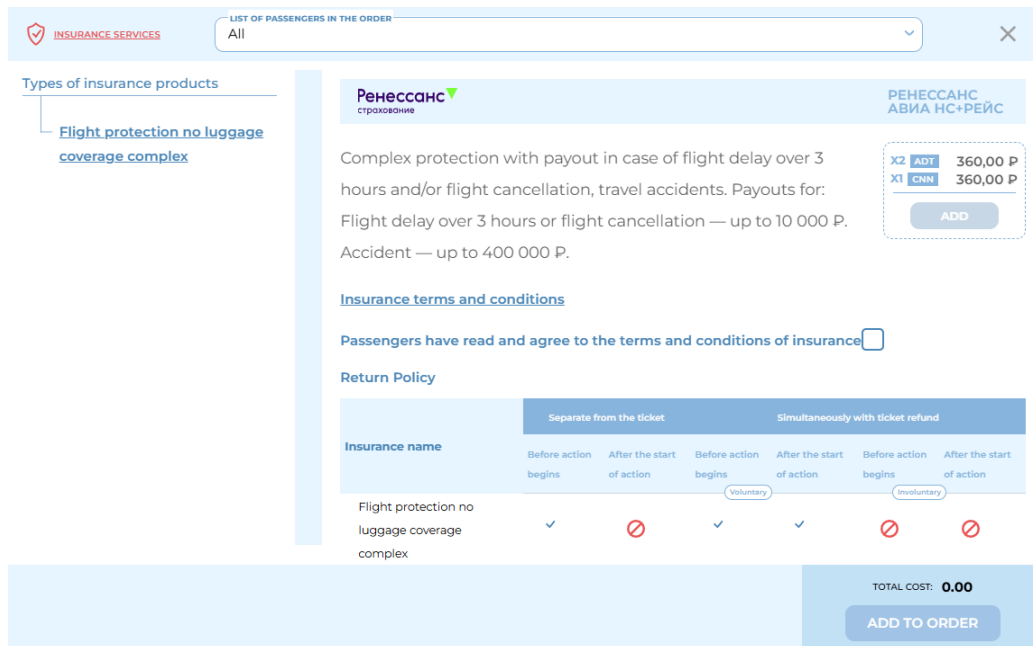 INSURANCE SERVICES
LIST OF PASSENGERS IN THE ORDER
All
Types of insurance products
Flight protection no luggage
coverage complex
Ренессанс
страхование
РЕНЕССАНС
АВИА НС+РЕЙС
Complex protection with payout in case of flight delay over 3
hours and/or flight cancellation, travel accidents. Payouts for:
Flight delay over 3 hours or flight cancellation — up to 10 000 ₽.
Accident — up to 400 000 ₽.
X2 ADT 360,00 ₽
X1 CNN 360,00 ₽
ADD
Insurance terms and conditions
Passengers have read and agree to the terms and conditions of insurance
Return Policy
Insurance name
Separate from the ticket
Simultaneously with ticket refund
Before action
begins
After the start
of action
Before action
begins
After the start
of action
Before action
begins
After the start
of action
Voluntary
Involuntary
Flight protection no
luggage coverage
complex
TOTAL COST: 0.00
ADD TO ORDER